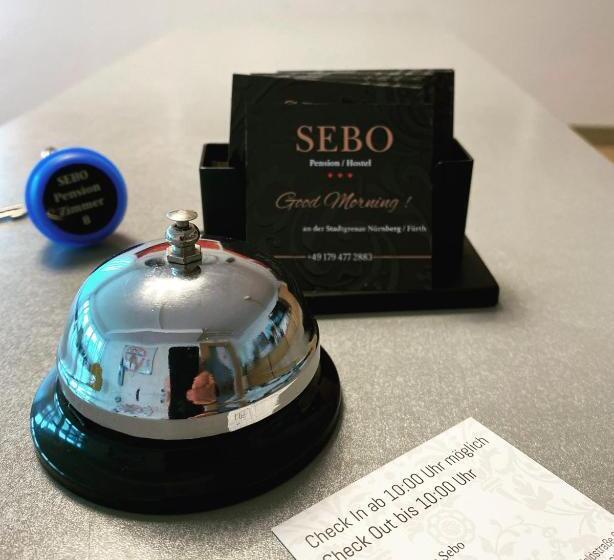 SEBO
Pension / Hostel
Good Morning !
an der Stadtgrenze Nürnberg / Fürth
+49 179 477 2883
SEBO
Pension
Zimmer
8
Check In ab 10:00 Uhr möglich
Check Out bis 10:00 Uhr
Sebo